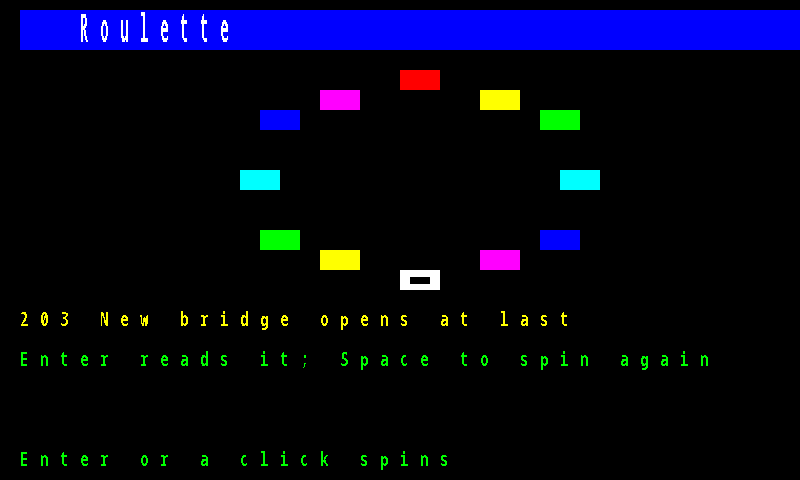 Roulette
203 New bridge opens at last
Enter reads it; Space to spin again
Enter or a click spins